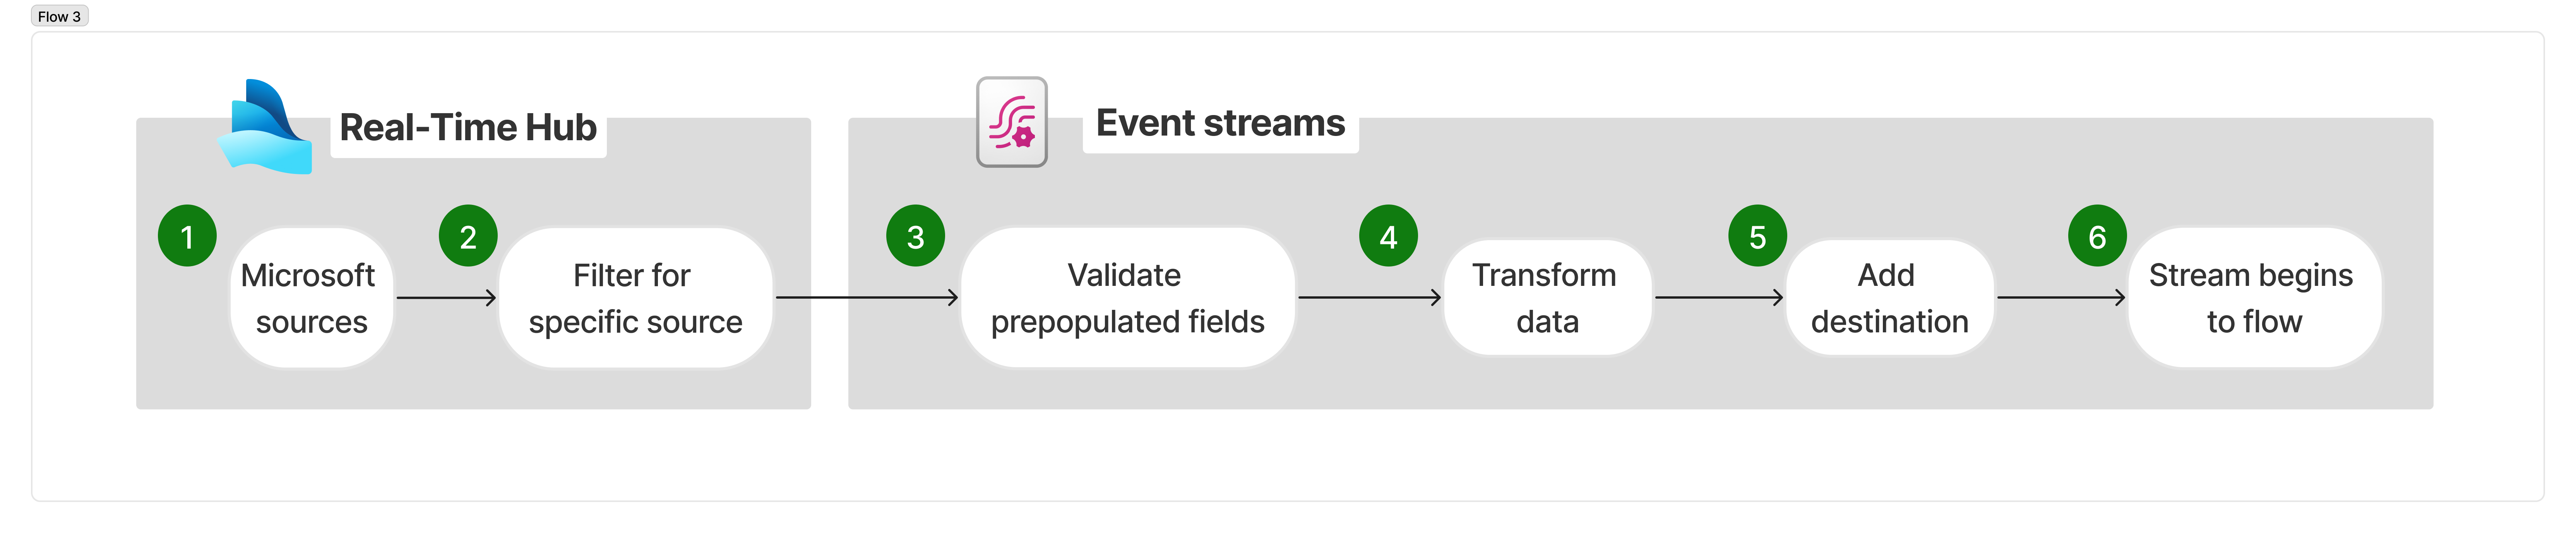 Flow 3
Real-Time Hub
Event streams
1
Microsoft
sources
2
Filter for
specific source
3
Validate
prepopulated fields
4
Transform
data
5
Add
destination
6
Stream begins
to flow